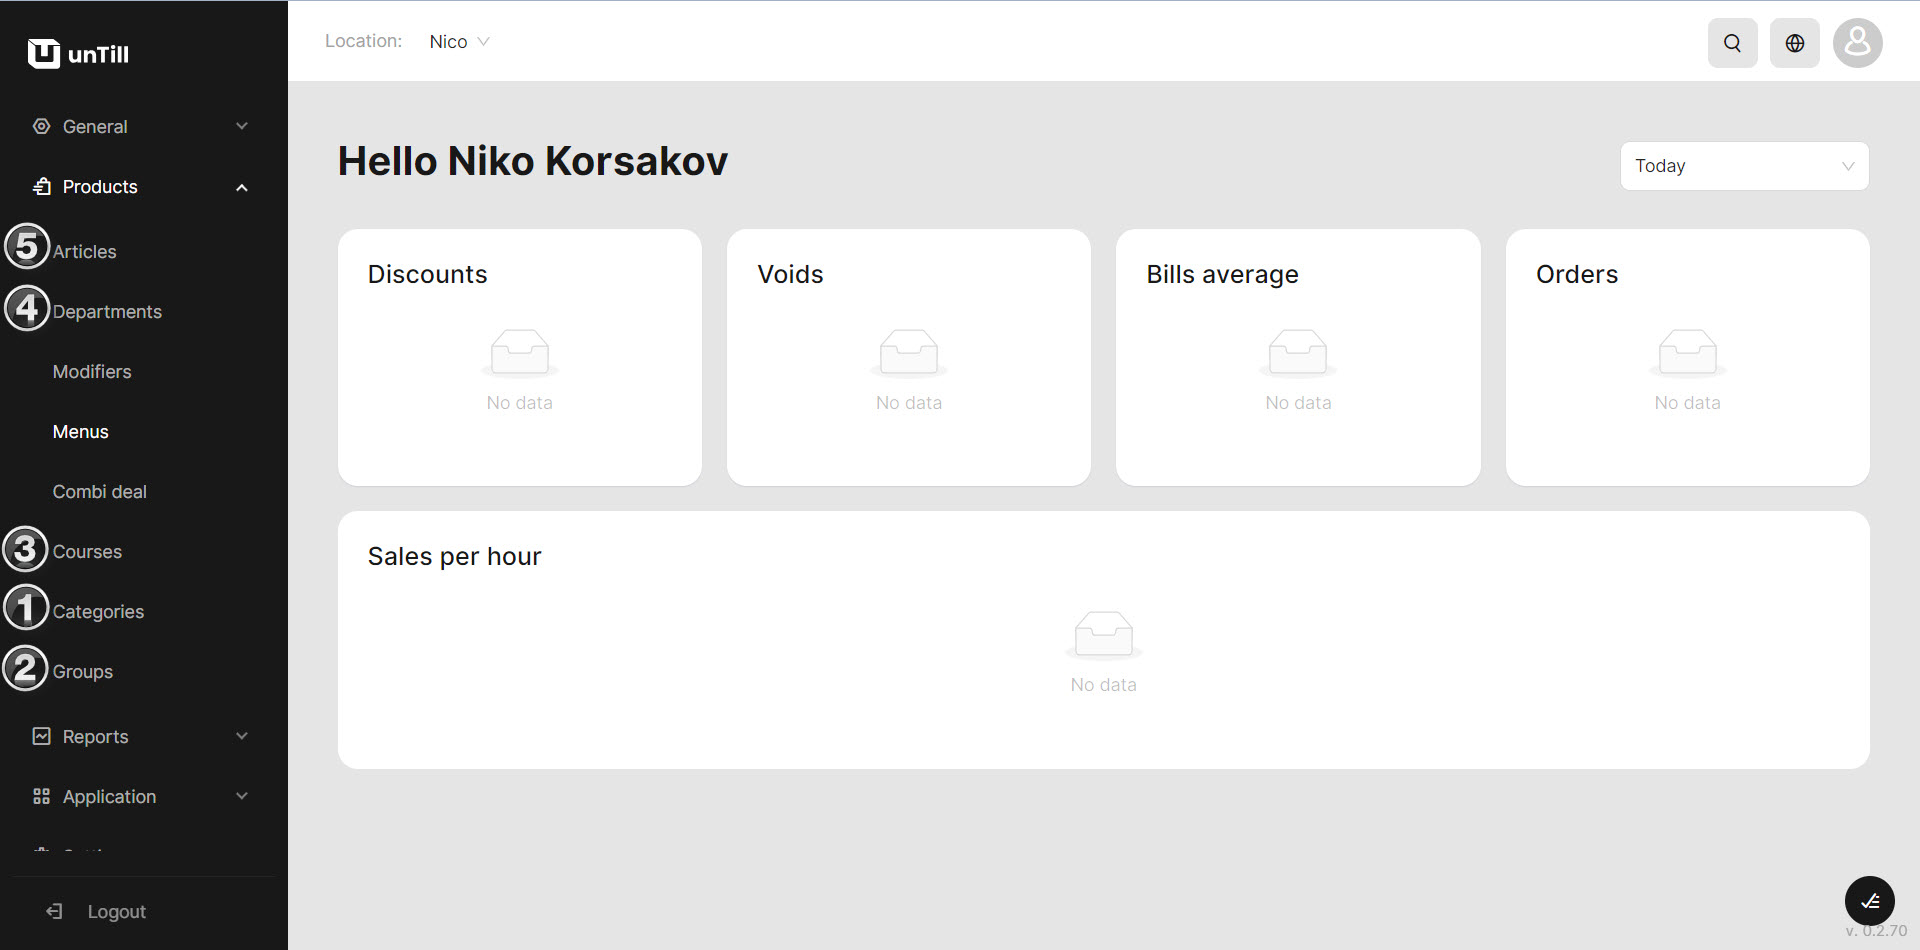 unTill
Location: Nico
General
Products
5 Articles
4 Departments
Modifiers
Menus
Combi deal
3 Courses
1 Categories
2 Groups
Reports
Application
Logout
Hello Niko Korsakov
Today
Discounts
No data
Voids
No data
Bills average
No data
Orders
No data
Sales per hour
No data
v. 0.2.70